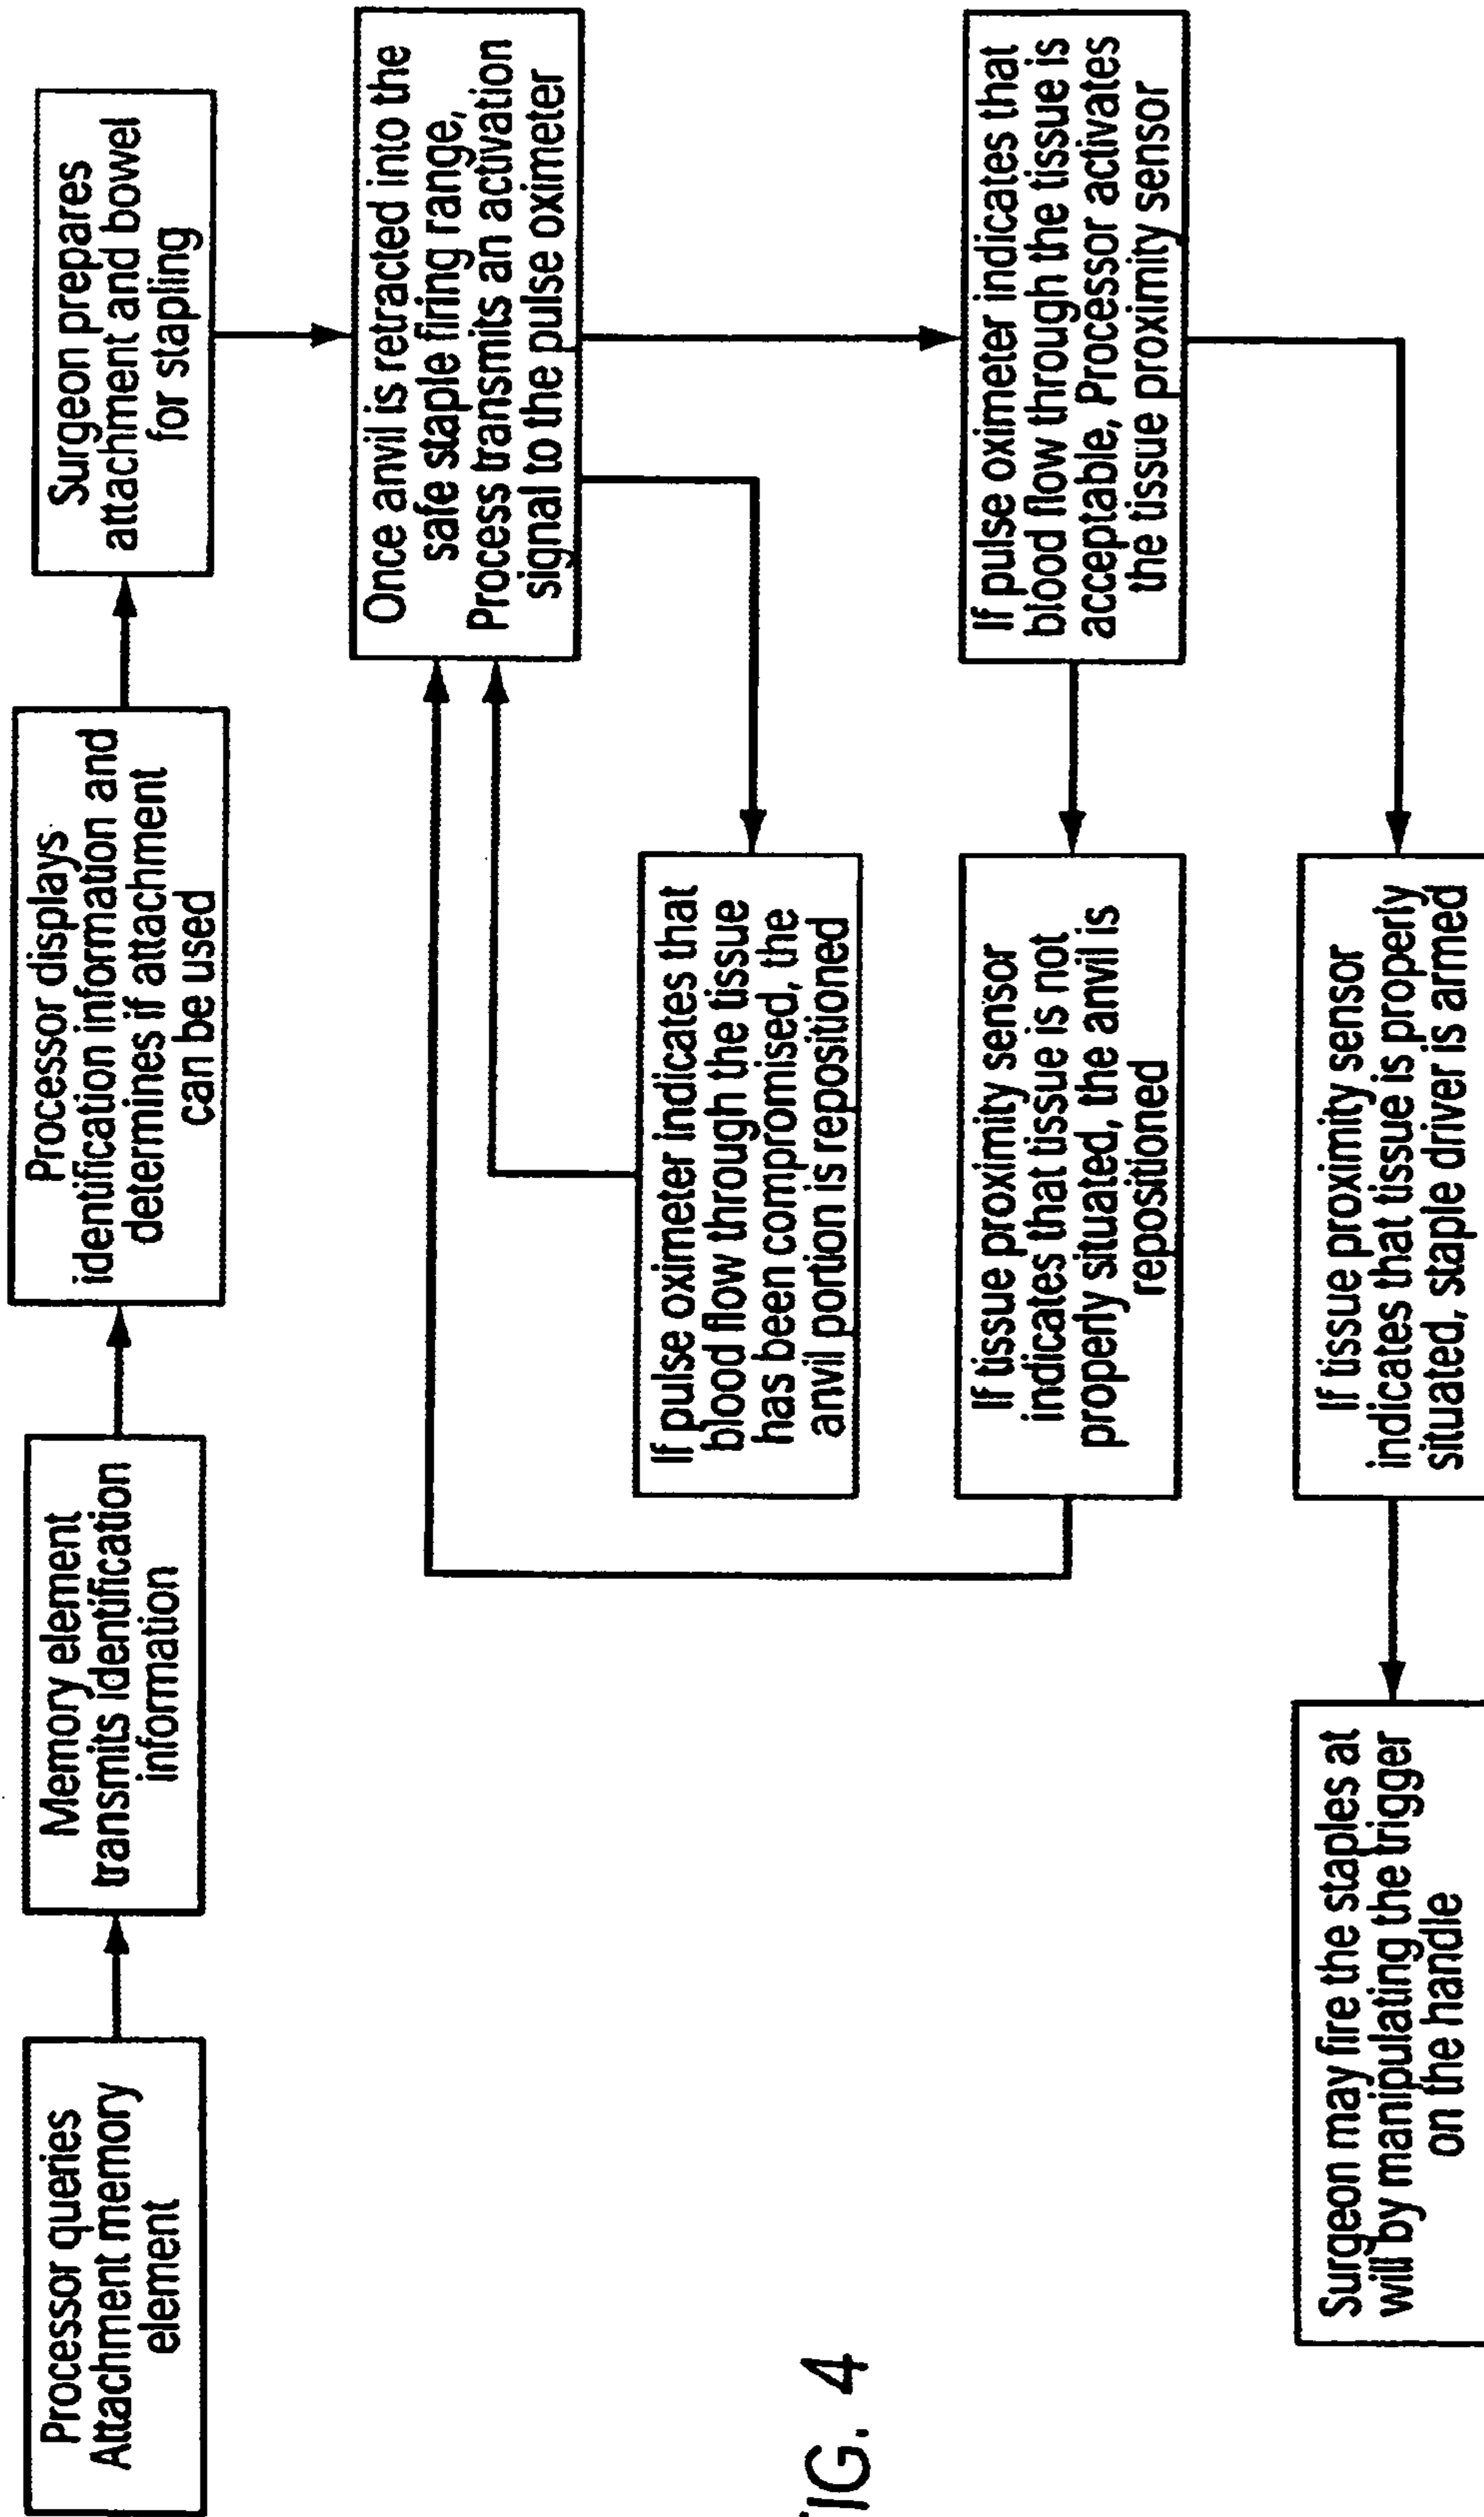 Processor queries
Attachment memory
element
Memory element
transmits identification
information
Processor displays
identification information and
determines if attachment
can be used
Surgeon prepares
attachment and bowel
for stapling
Once anvil is retracted into the
safe staple firing range,
Process transmits an activation
signal to the pulse oximeter
If pulse oximeter indicates that
blood flow through the tissue
has been compromised, the
anvil portion is repositioned
If pulse oximeter indicates that
blood flow through the tissue is
acceptable, Processor activates
the tissue proximity sensor
If tissue proximity sensor
indicates that tissue is not
properly situated, the anvil is
repositioned
If tissue proximity sensor
indicates that tissue is properly
situated, staple driver is armed
Surgeon may fire the staples at
will by manipulating the trigger
on the handle
IG. 4